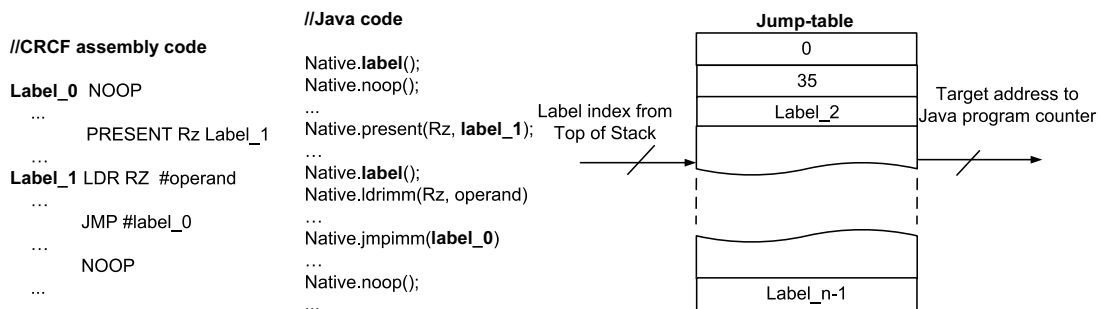 //CRCF assembly code
Label_0 NOOP
...
PRESENT Rz Label_1
...
Label_1 LDR RZ #operand
...
JMP #label_0
...
NOOP
...
//Java code
Native.label();
Native.noop();
...
Native.present(Rz, label_1);
...
Native.label();
Native.ldrimm(Rz, operand)
...
Native.jmpimm(label_0)
...
Native.noop();
...
Label index from
Top of Stack
Jump-table
0
35
Label_2
Label_n-1
Target address to
Java program counter